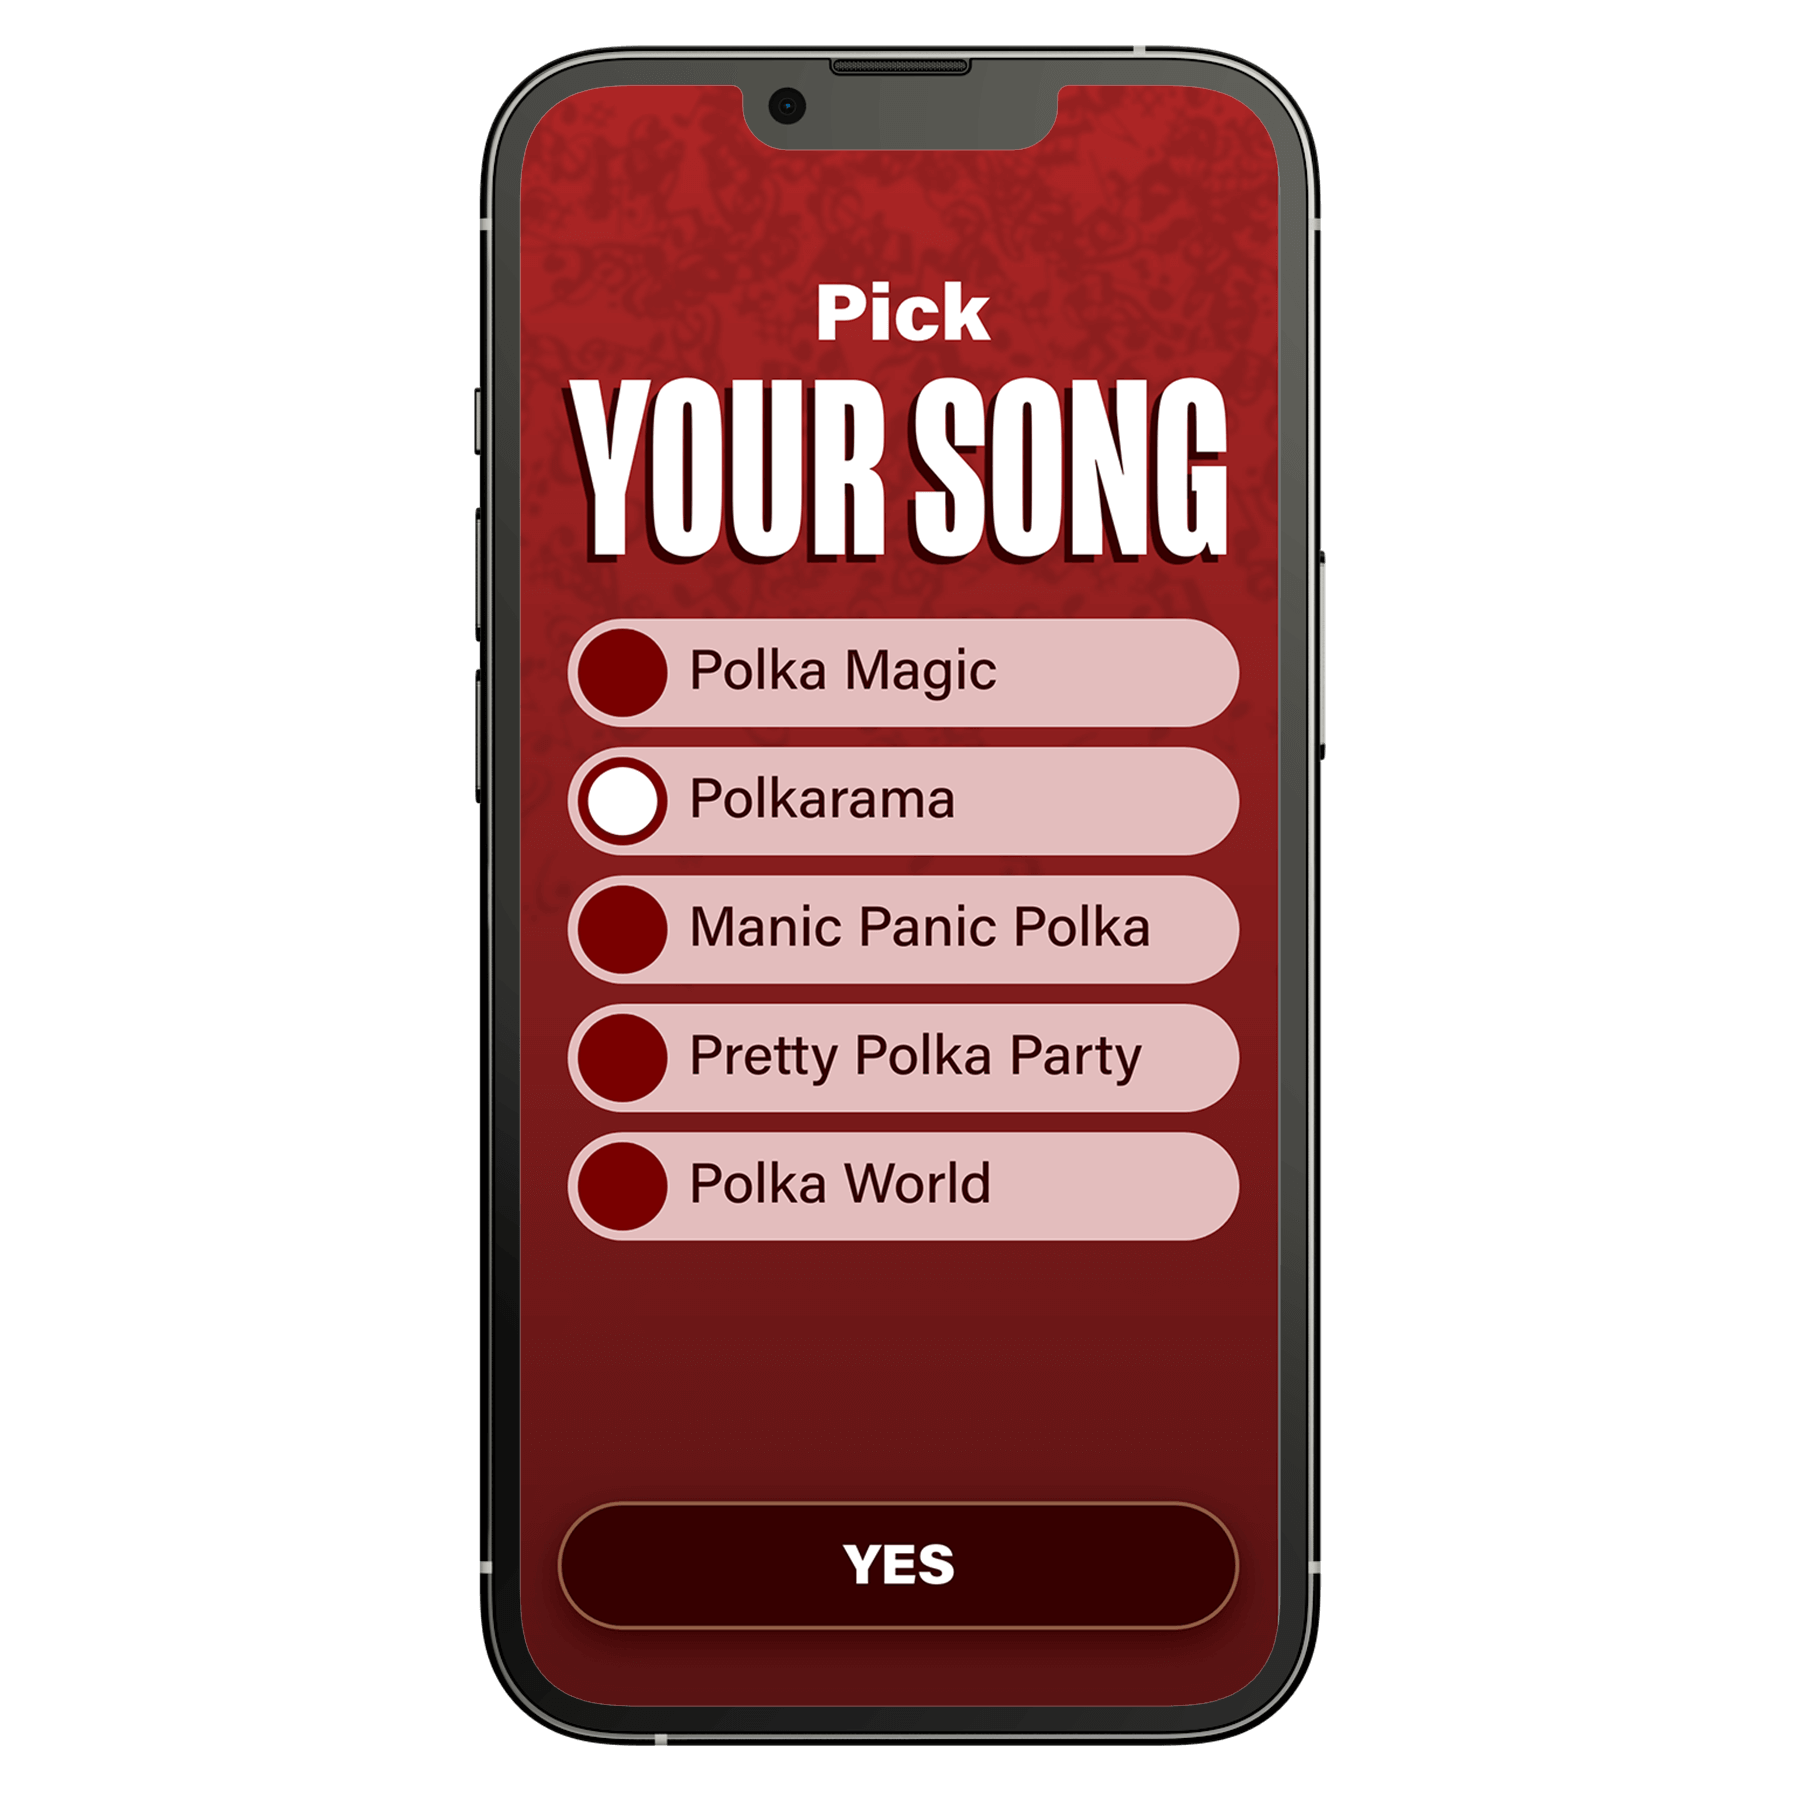 Pick
YOUR SONG
Polka Magic
Polkarama
Manic Panic Polka
Pretty Polka Party
Polka World
YES